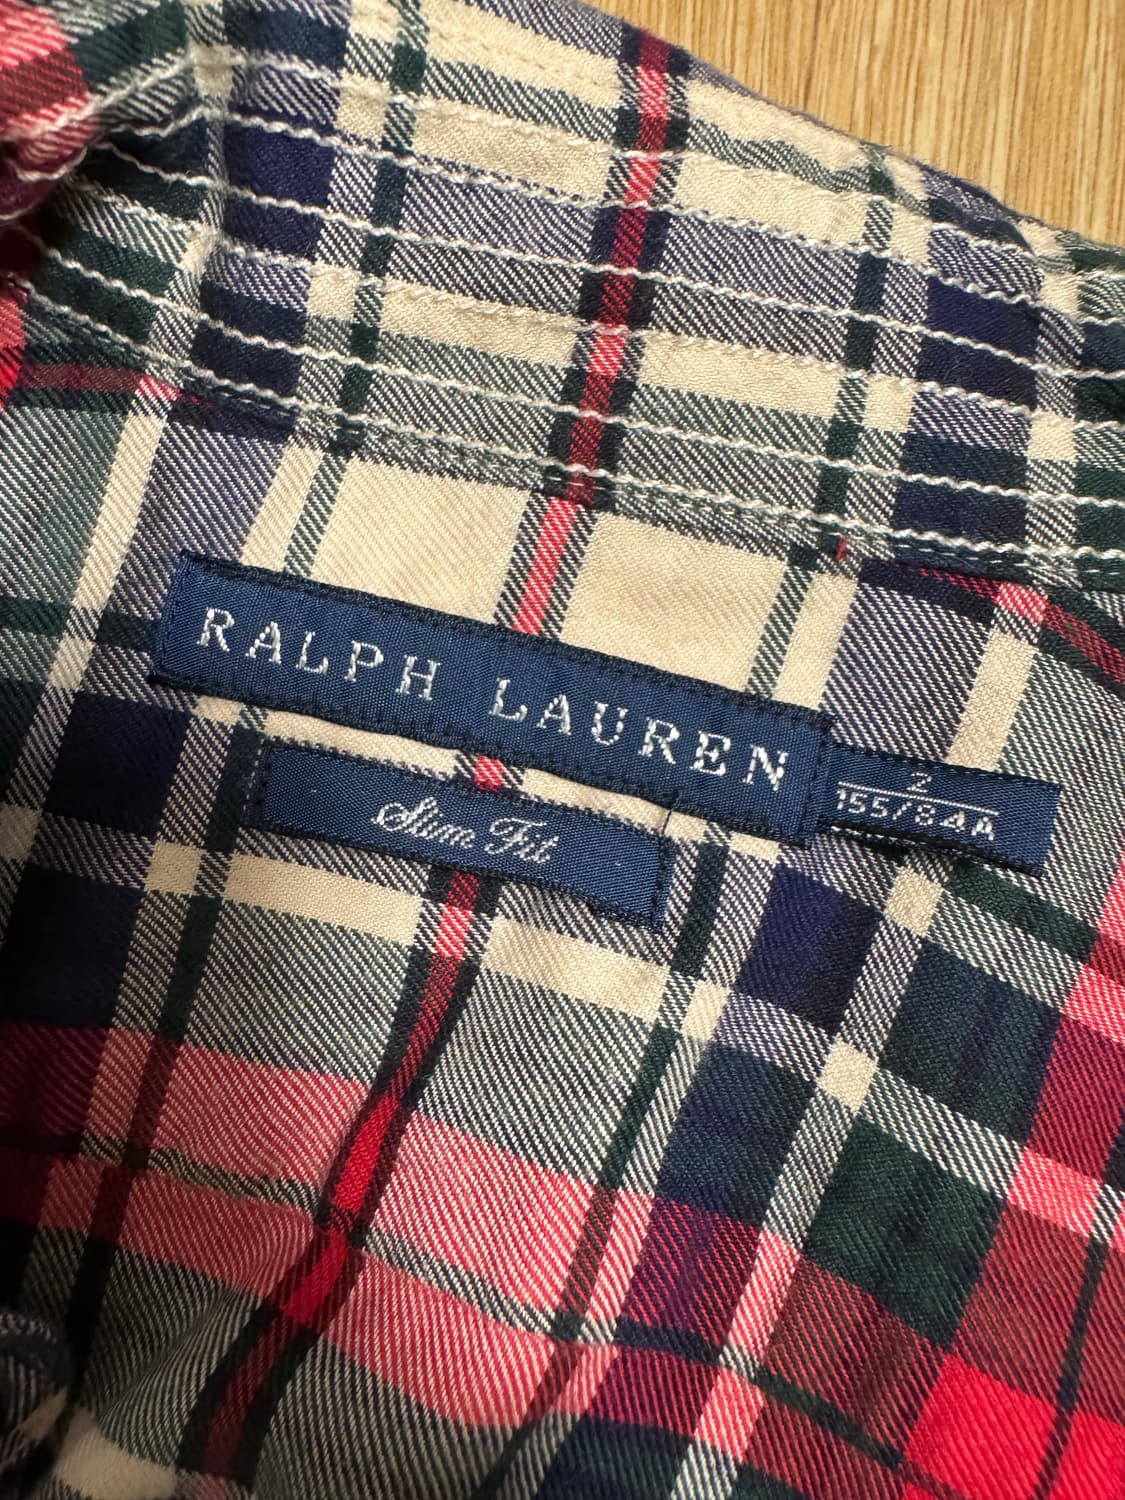 RALPH LAUREN
2
155/84A
Slim Fit